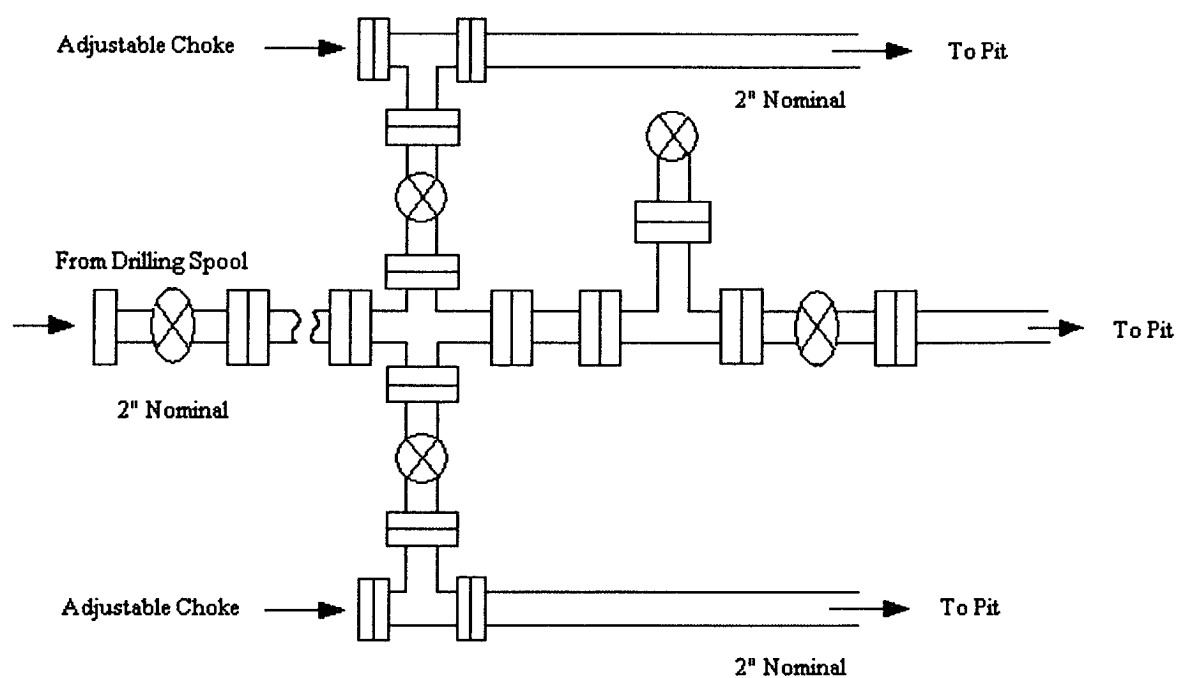 Adjustable Choke
To Pit
2" Nominal
From Drilling Spool
To Pit
2" Nominal
Adjustable Choke
To Pit
2" Nominal